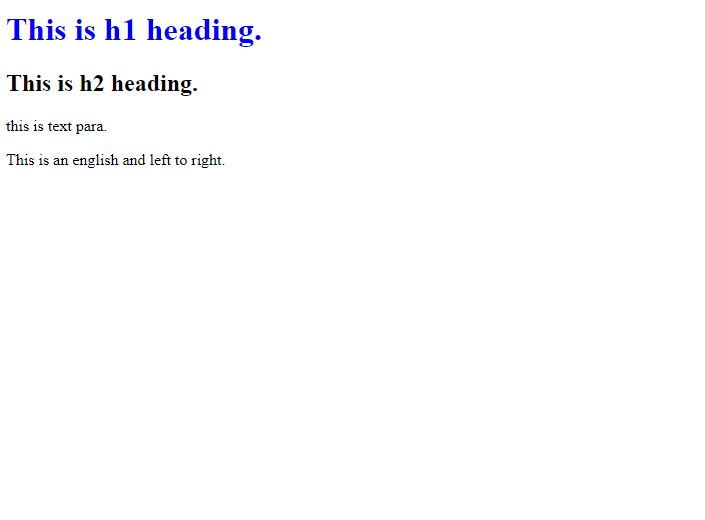 This is h1 heading.
This is h2 heading.
this is text para.
This is an english and left to right.